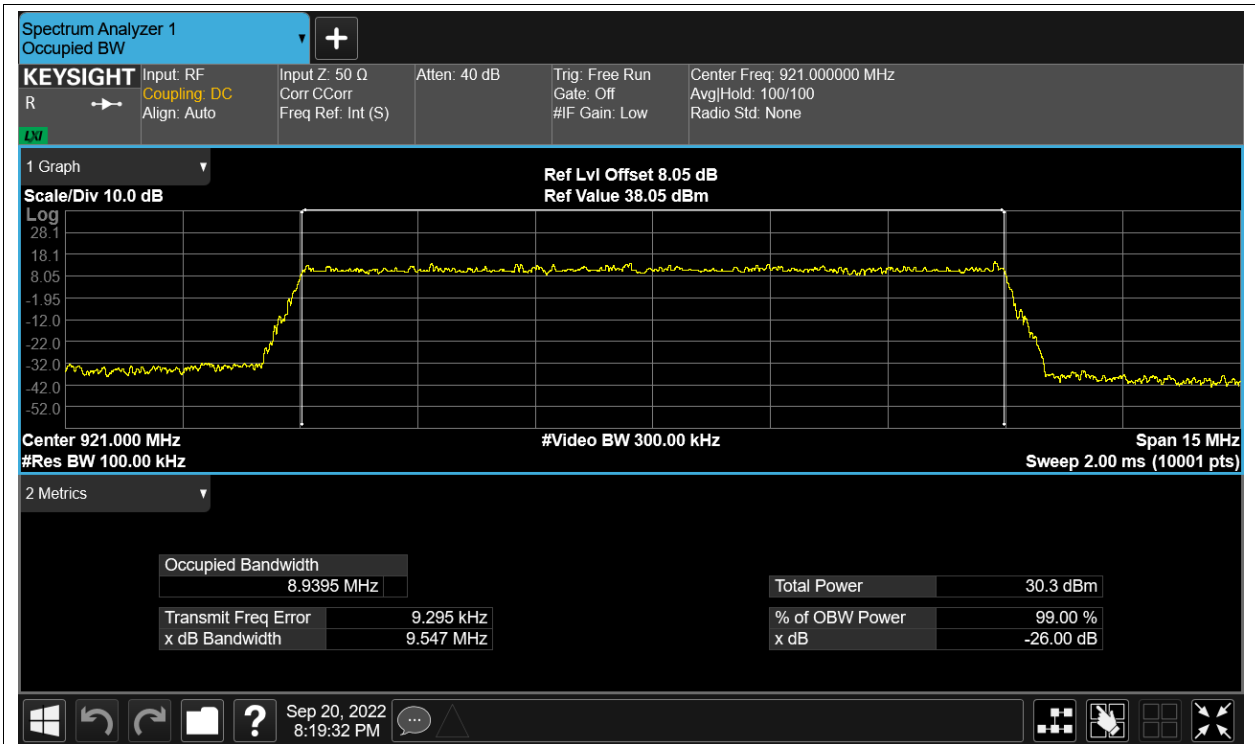 Spectrum Analyzer 1
Occupied BW
KEYSIGHT
R
LXI
Input: RF
Coupling: DC
Align: Auto
Input Z: 50 Ω
Corr CCorr
Freq Ref: Int (S)
Atten: 40 dB
Trig: Free Run
Gate: Off
#IF Gain: Low
Center Freq: 921.000000 MHz
Avg|Hold: 100/100
Radio Std: None
1 Graph
Scale/Div 10.0 dB
Ref Lvl Offset 8.05 dB
Ref Value 38.05 dBm
Log
28.1
18.1
8.05
-1.95
-12.0
-22.0
-32.0
-42.0
-52.0
Center 921.000 MHz
#Video BW 300.00 kHz
Span 15 MHz
#Res BW 100.00 kHz
Sweep 2.00 ms (10001 pts)
2 Metrics
Occupied Bandwidth
8.9395 MHz
Total Power 30.3 dBm
Transmit Freq Error 9.295 kHz
% of OBW Power 99.00 %
x dB Bandwidth 9.547 MHz
x dB -26.00 dB
Sep 20, 2022
8:19:32 PM